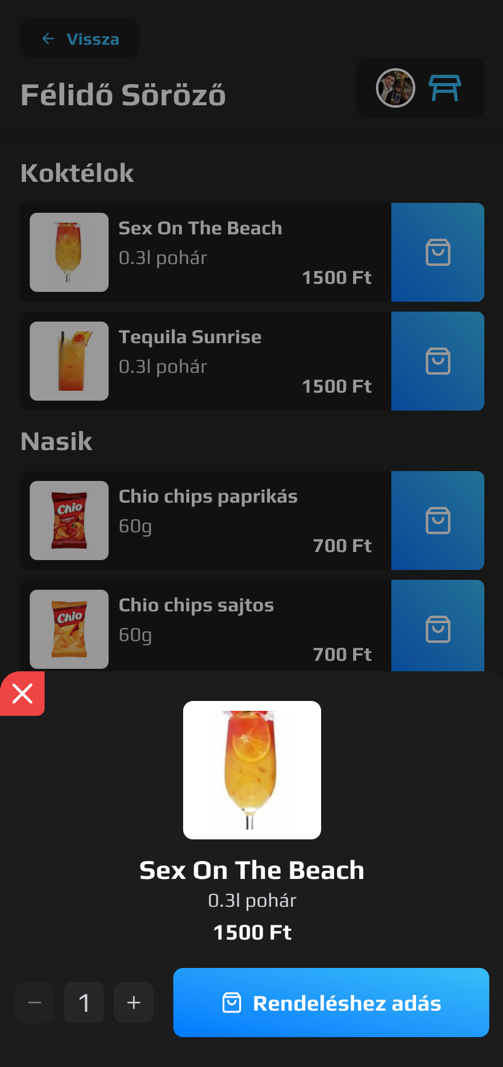 Vissza
Félidő Söröző
Koktélok
Sex On The Beach
0.3l pohár
1500 Ft
Tequila Sunrise
0.3l pohár
1500 Ft
Nasik
Chio
Chio chips paprikás
60g
700 Ft
Chio
Chio chips sajtos
60g
700 Ft
Sex On The Beach
0.3l pohár
1500 Ft
1
Rendeléshez adás